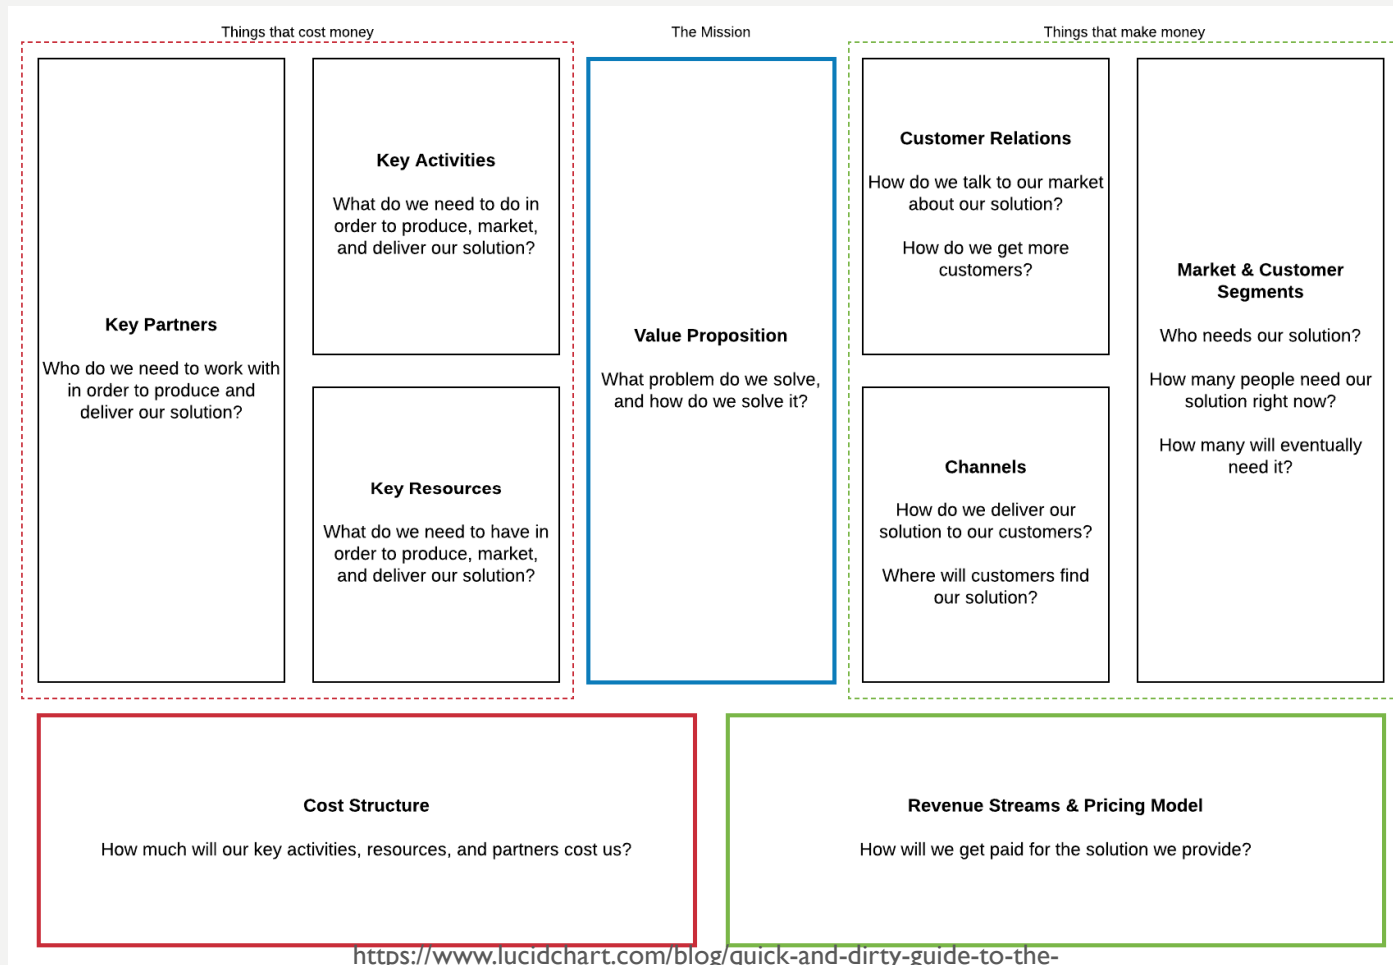 Things that cost money
The Mission
Things that make money
Key Partners
Who do we need to work with
in order to produce and
deliver our solution?
Key Activities
What do we need to do in
order to produce, market,
and deliver our solution?
Key Resources
What do we need to have in
order to produce, market,
and deliver our solution?
Value Proposition
What problem do we solve,
and how do we solve it?
Customer Relations
How do we talk to our market
about our solution?
How do we get more
customers?
Channels
How do we deliver our
solution to our customers?
Where will customers find
our solution?
Market & Customer
Segments
Who needs our solution?
How many people need our
solution right now?
How many will eventually
need it?
Cost Structure
How much will our key activities, resources, and partners cost us?
Revenue Streams & Pricing Model
How will we get paid for the solution we provide?
https://www.lucidchart.com/blog/quick-and-dirty-guide-to-the-